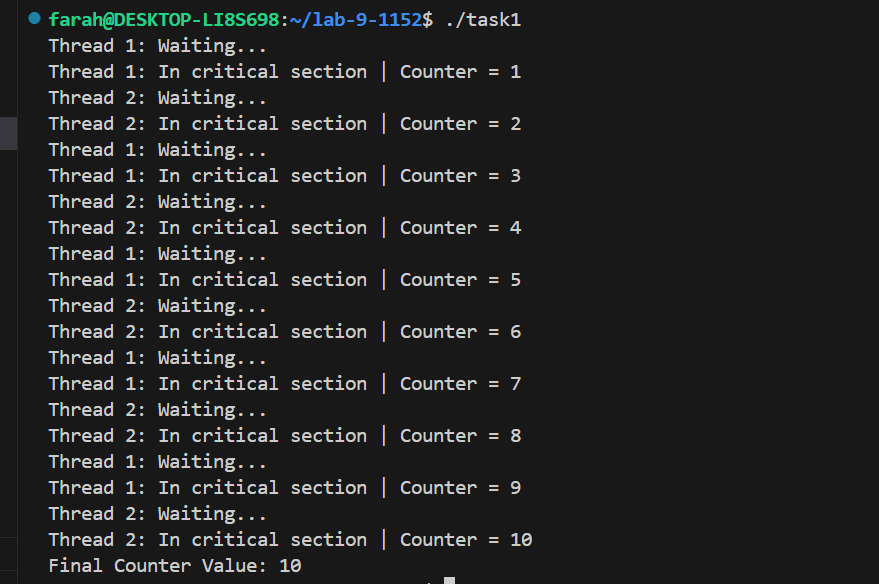 farah@DESKTOP-LI8S698:~/lab-9-1152$ ./task1
Thread 1: Waiting...
Thread 1: In critical section | Counter = 1
Thread 2: Waiting...
Thread 2: In critical section | Counter = 2
Thread 1: Waiting...
Thread 1: In critical section | Counter = 3
Thread 2: Waiting...
Thread 2: In critical section | Counter = 4
Thread 1: Waiting...
Thread 1: In critical section | Counter = 5
Thread 2: Waiting...
Thread 2: In critical section | Counter = 6
Thread 1: Waiting...
Thread 1: In critical section | Counter = 7
Thread 2: Waiting...
Thread 2: In critical section | Counter = 8
Thread 1: Waiting...
Thread 1: In critical section | Counter = 9
Thread 2: Waiting...
Thread 2: In critical section | Counter = 10
Final Counter Value: 10